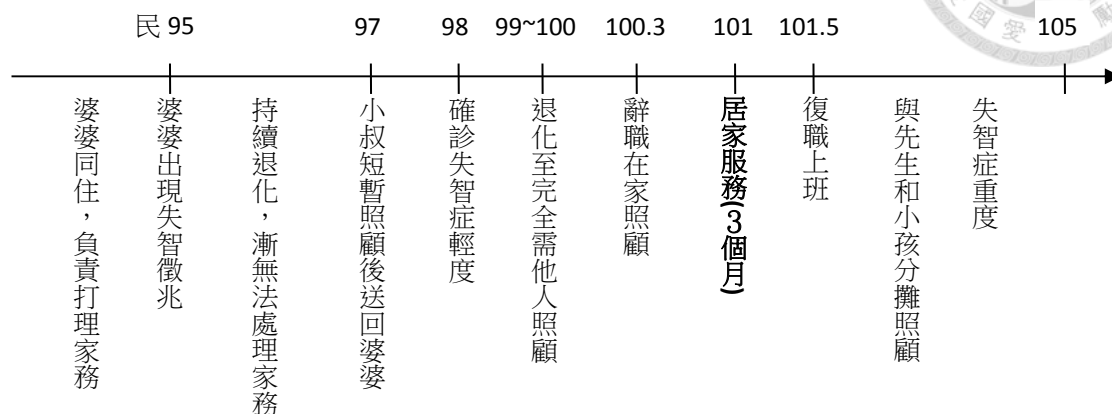 民 95
97
98
99~100
100.3
101
101.5
105
婆婆同住，負責打理家務
婆婆出現失智徵兆
持續退化，漸無法處理家務
小叔短暫照顧後送回婆婆
確診失智症輕度
退化至完全需他人照顧
辭職在家照顧
居家服務(3個月)
復職上班
與先生和小孩分攤照顧
失智症重度
國愛